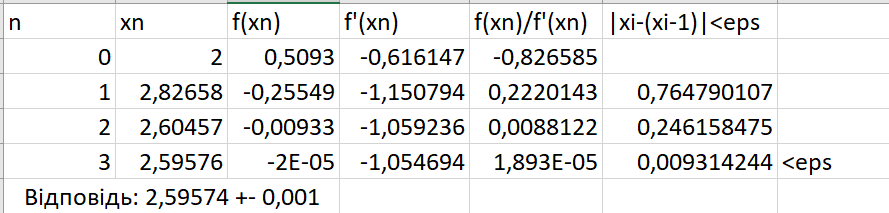 n xn f(xn) f'(xn) f(xn)/f'(xn) |xi-(xi-1)|<eps
0 2 0,5093 -0,616147 -0,826585
1 2,82658 -0,25549 -1,150794 0,2220143 0,764790107
2 2,60457 -0,00933 -1,059236 0,0088122 0,246158475
3 2,59576 -2E-05 -1,054694 1,893E-05 0,009314244 <eps
Відповідь: 2,59574 +- 0,001